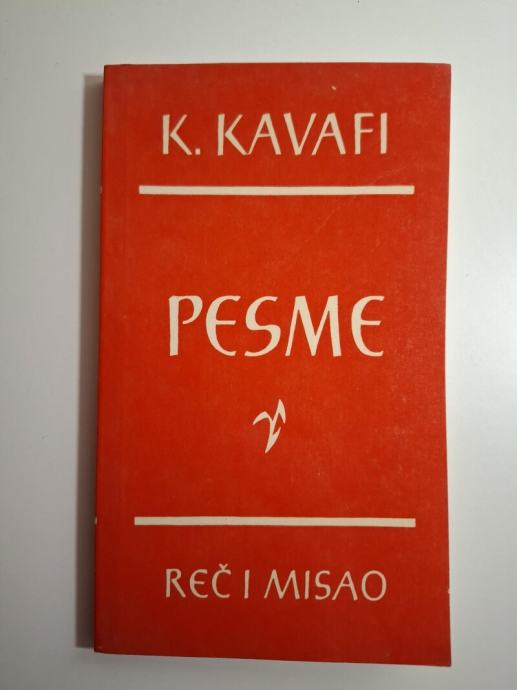 K. KAVAFI
PESME
REČ I MISAO